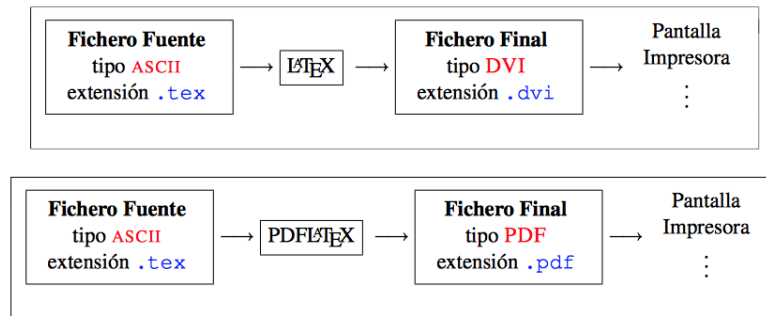 Fichero Fuente
tipo ASCII
extensión .tex
⟶
LATEX
⟶
Fichero Final
tipo DVI
extensión .dvi
⟶
Pantalla
Impresora
⋮
Fichero Fuente
tipo ASCII
extensión .tex
⟶
PDFLATEX
⟶
Fichero Final
tipo PDF
extensión .pdf
⟶
Pantalla
Impresora
⋮